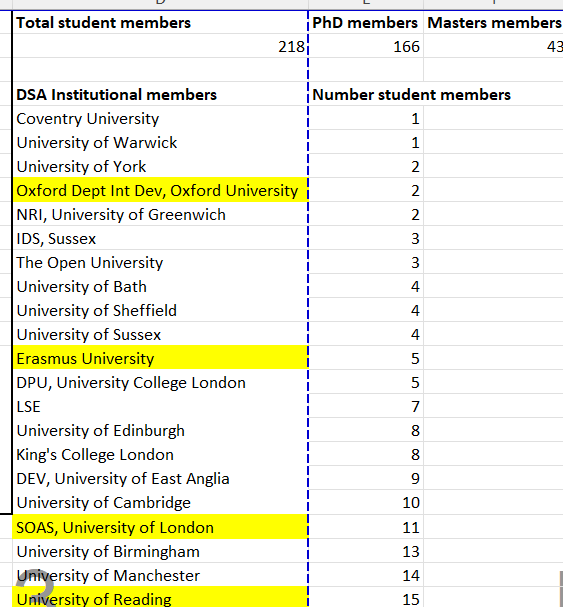 Total student members PhD members Masters members
218 166 43
DSA Institutional members Number student members
Coventry University 1
University of Warwick 1
University of York 2
Oxford Dept Int Dev, Oxford University 2
NRI, University of Greenwich 2
IDS, Sussex 3
The Open University 3
University of Bath 4
University of Sheffield 4
University of Sussex 4
Erasmus University 5
DPU, University College London 5
LSE 7
University of Edinburgh 8
King's College London 8
DEV, University of East Anglia 9
University of Cambridge 10
SOAS, University of London 11
University of Birmingham 13
University of Manchester 14
University of Reading 15